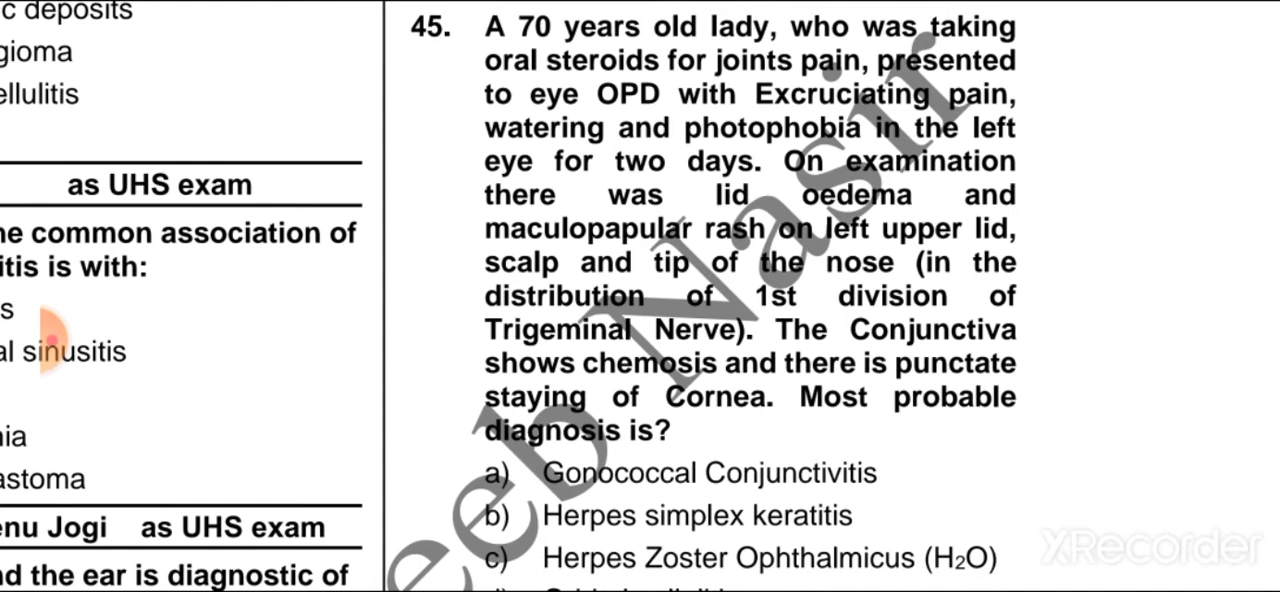 c deposits
gioma
ellulitis
as UHS exam
he common association of
itis is with:
s
al sinusitis
ia
astoma
enu Jogi as UHS exam
nd the ear is diagnostic of
45. A 70 years old lady, who was taking
oral steroids for joints pain, presented
to eye OPD with Excruciating pain,
watering and photophobia in the left
eye for two days. On examination
there was lid oedema and
maculopapular rash on left upper lid,
scalp and tip of the nose (in the
distribution of 1st division of
Trigeminal Nerve). The Conjunctiva
shows chemosis and there is punctate
staying of Cornea. Most probable
diagnosis is?
a) Gonococcal Conjunctivitis
b) Herpes simplex keratitis
c) Herpes Zoster Ophthalmicus (H₂O)
eeb Nasir
XRecorder